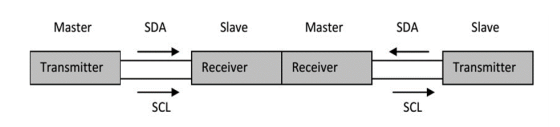 Master SDA Slave Master SDA Slave
Transmitter Receiver Receiver Transmitter
SCL SCL